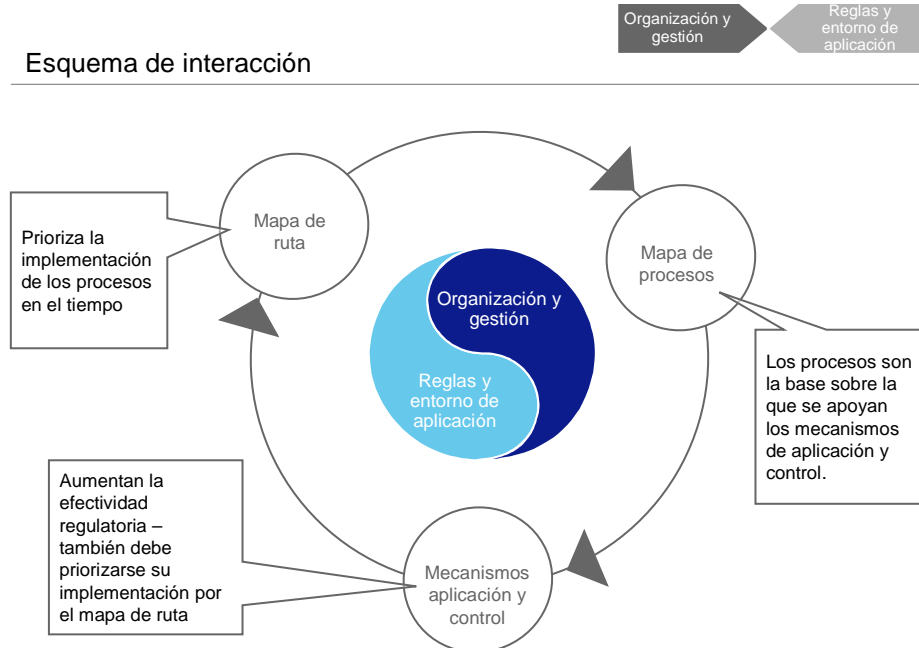 Organización y
gestión
Reglas y
entorno de
aplicación
Esquema de interacción
Mapa de
ruta
Prioriza la
implementación
de los procesos
en el tiempo
Mapa de
procesos
Organización y
gestión
Reglas y
entorno de
aplicación
Los procesos son
la base sobre la
que se apoyan
los mecanismos
de aplicación y
control.
Aumentan la
efectividad
regulatoria –
también debe
priorizarse su
implementación por
el mapa de ruta
Mecanismos
aplicación y
control